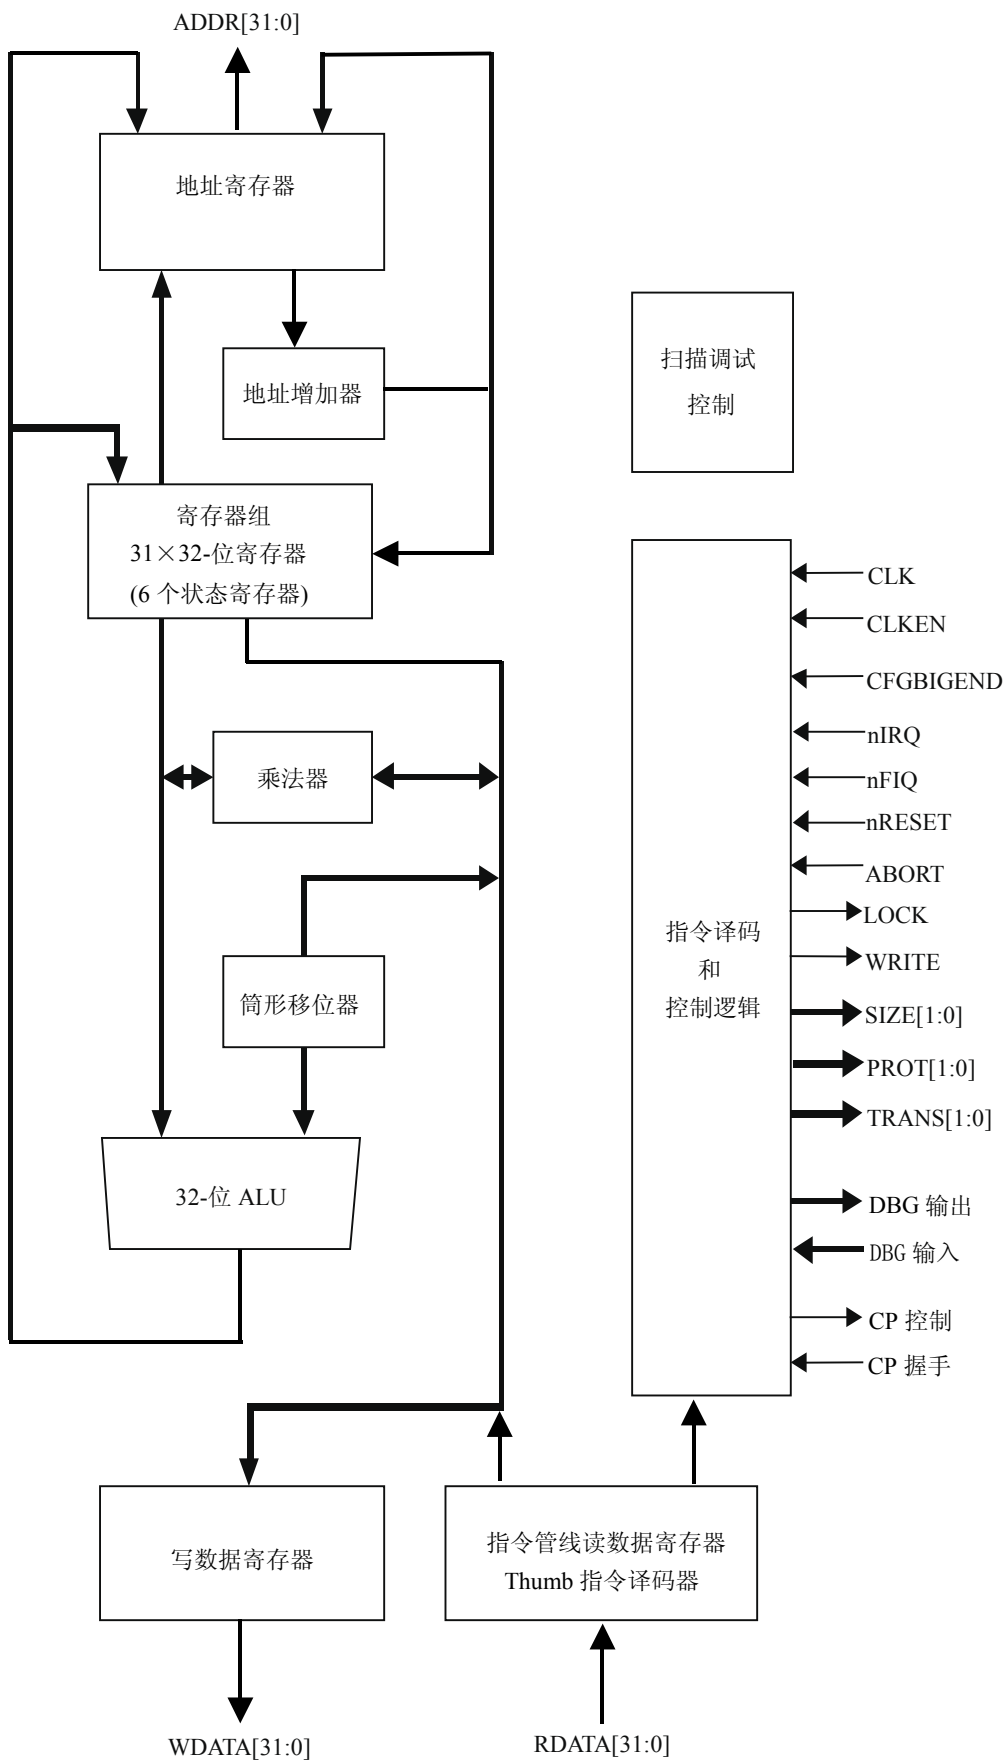 ADDR[31:0]
地址寄存器
地址增加器
扫描调试
控制
寄存器组
31×32-位寄存器
(6 个状态寄存器)
乘法器
筒形移位器
32-位 ALU
指令译码
和
控制逻辑
CLK
CLKEN
CFGBIGEND
nIRQ
nFIQ
nRESET
ABORT
LOCK
WRITE
SIZE[1:0]
PROT[1:0]
TRANS[1:0]
DBG 输出
DBG 输入
CP 控制
CP 握手
写数据寄存器
指令管线读数据寄存器
Thumb 指令译码器
WDATA[31:0]
RDATA[31:0]